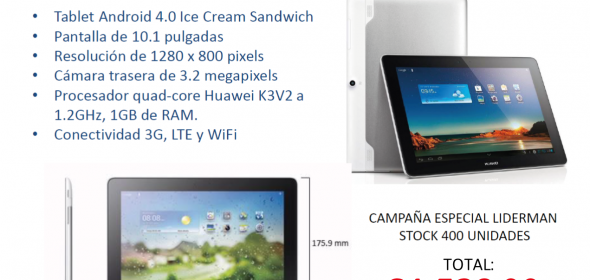 • Tablet Android 4.0 Ice Cream Sandwich
• Pantalla de 10.1 pulgadas
• Resolución de 1280 x 800 pixels
• Cámara trasera de 3.2 megapixels
• Procesador quad-core Huawei K3V2 a
1.2GHz, 1GB de RAM.
• Conectividad 3G, LTE y WiFi
HUAWEI
175.9 mm
CAMPAÑA ESPECIAL LIDERMAN
STOCK 400 UNIDADES
TOTAL: